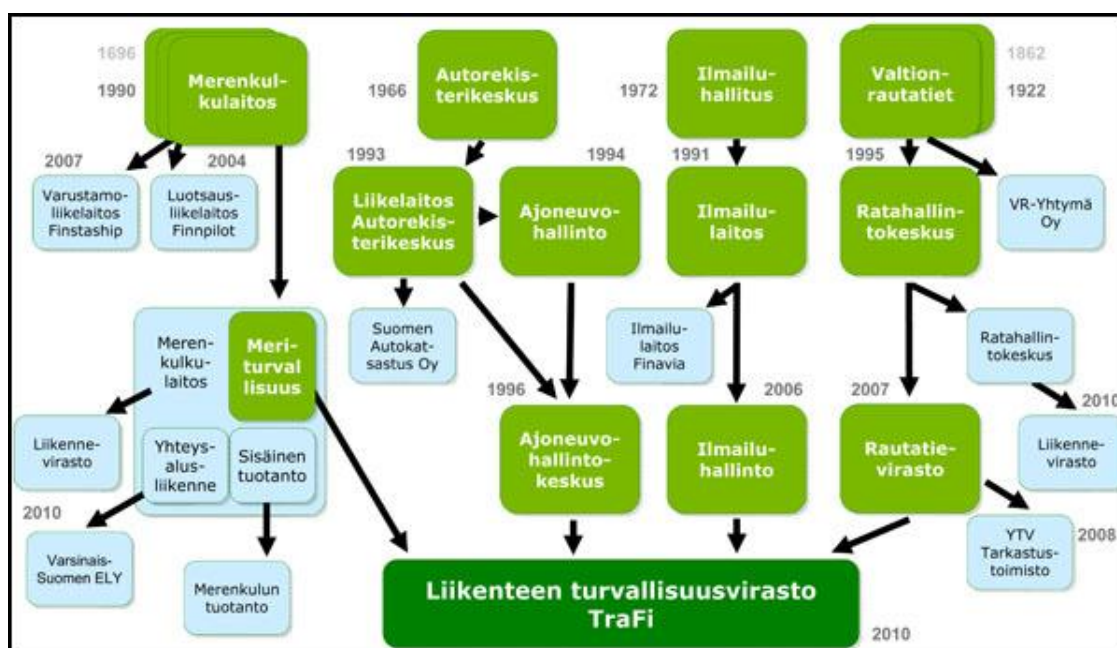 1696
1990
Merenkul-
kulaitos
1966
Autorekis-
terikeskus
1972
Ilmailu-
hallitus
Valtion-
rautatiet
1862
1922
2007
2004
1993
1994
1991
1995
Varustamo-
liikelaitos
Finstaship
Luotsaus-
liikelaitos
Finnpilot
Liikelaitos
Autorekis-
terikeskus
Ajoneuvo-
hallinto
Ilmailu-
laitos
Ratahallin-
tokeskus
VR-Yhtymä
Oy
Meren-
kulku-
laitos
Meri-
turval
lisuus
Suomen
Autokat-
sastus Oy
Ilmailu-
laitos
Finavia
Ratahallin-
tokeskus
1996
2006
2007
2010
Liikenne-
virasto
Yhteys-
alus-
liikenne
Sisäinen
tuotanto
Ajoneuvo-
hallinto-
keskus
Ilmailu-
hallinto
Rautatie-
virasto
Liikenne-
virasto
2010
Varsinais-
Suomen ELY
Merenkulun
tuotanto
YTV
Tarkastus-
toimisto
2008
Liikenteen turvallisuusvirasto
TraFi
2010